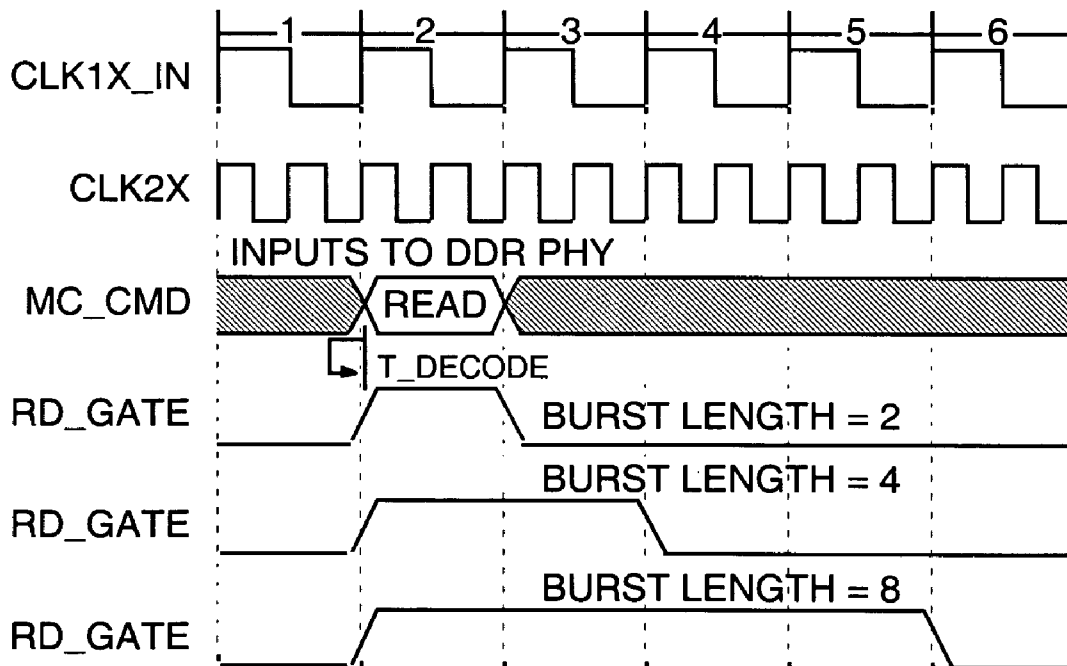 1 2 3 4 5 6
CLK1X_IN
CLK2X
INPUTS TO DDR PHY
MC_CMD READ
T_DECODE
RD_GATE BURST LENGTH = 2
BURST LENGTH = 4
RD_GATE
BURST LENGTH = 8
RD_GATE